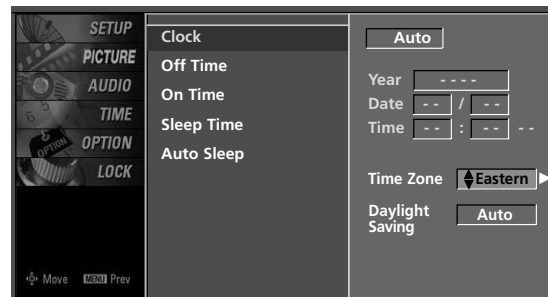 SETUP
PICTURE
AUDIO
TIME
OPTION
LOCK
Move MENU Prev
Clock
Off Time
On Time
Sleep Time
Auto Sleep
Auto
Year - - - -
Date - - / - -
Time - - : - - - -
Time Zone Eastern
Daylight
Saving Auto